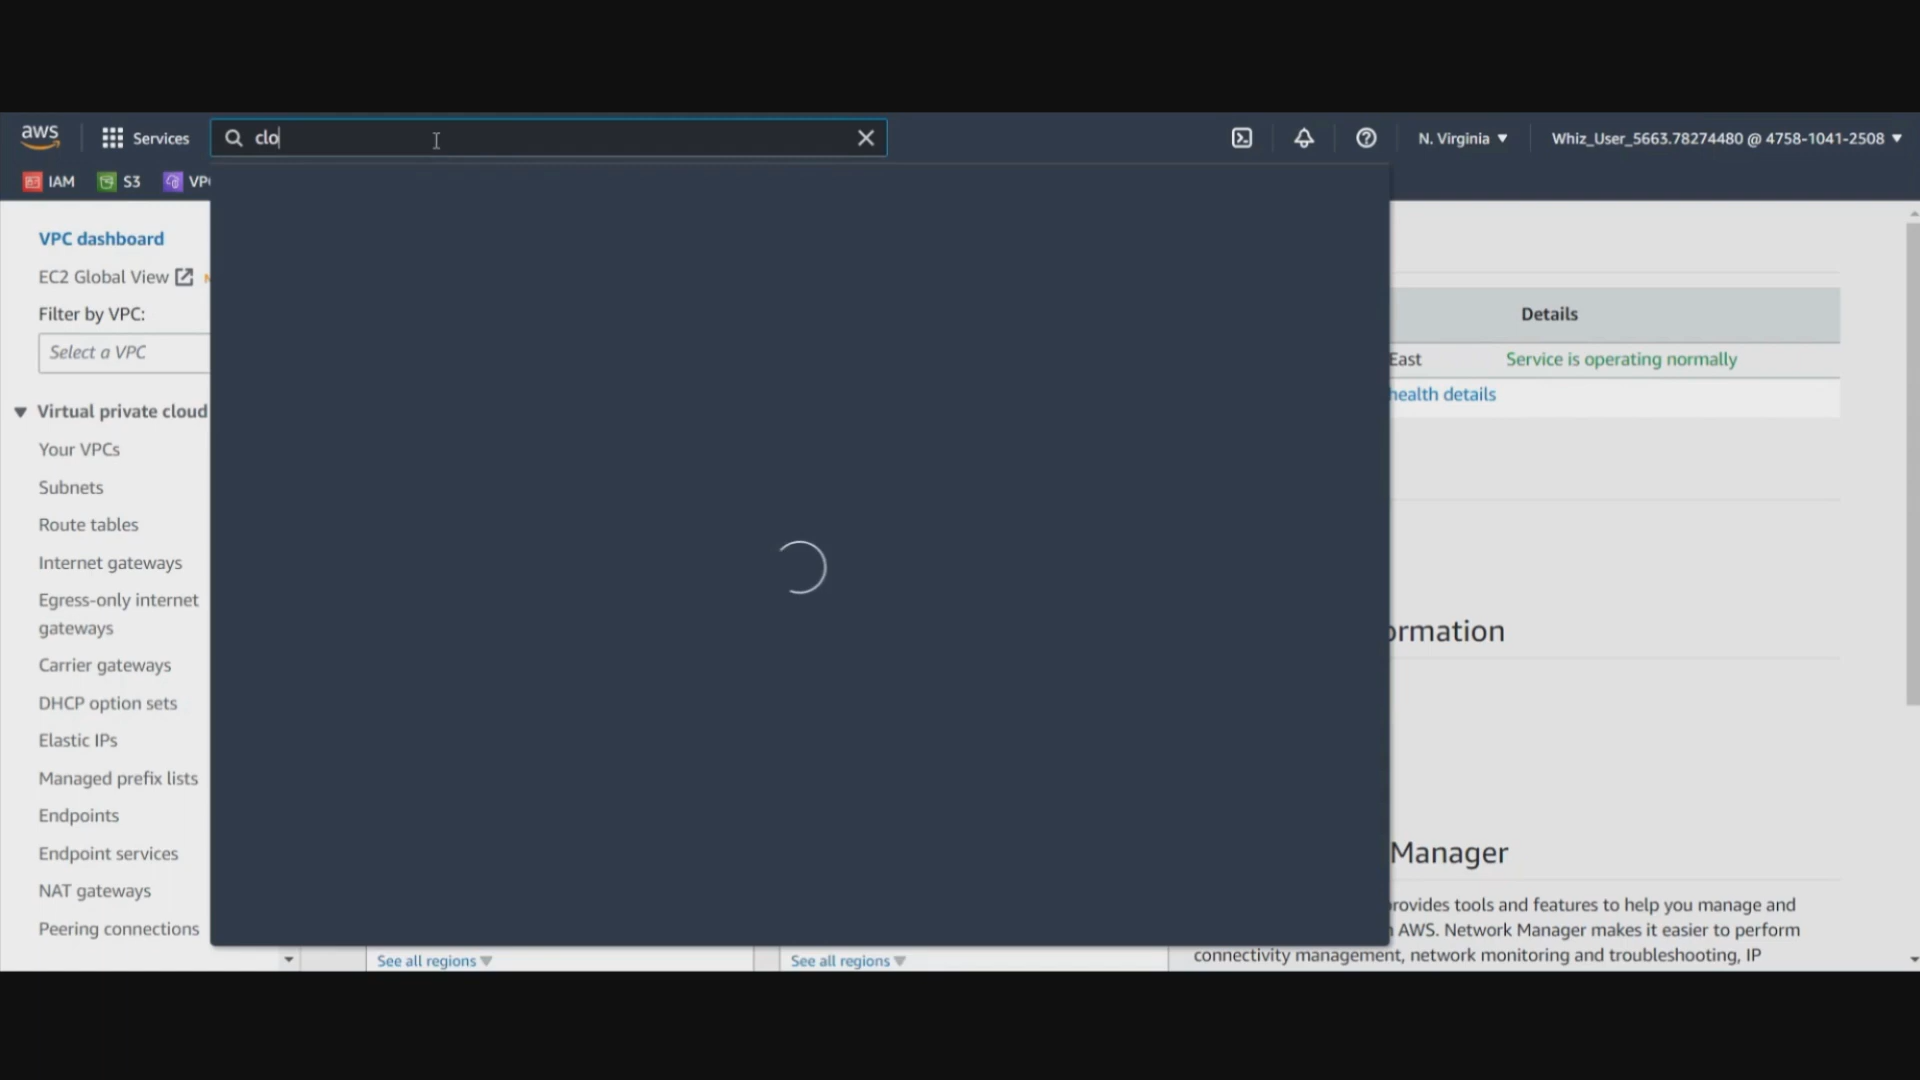 aws
Services
clo
N. Virginia
Whiz_User_5663.78274480 @ 4758-1041-2508
IAM
S3
VP
VPC dashboard
EC2 Global View
Filter by VPC:
Select a VPC
Virtual private cloud
Your VPCs
Subnets
Route tables
Internet gateways
Egress-only internet
gateways
Carrier gateways
DHCP option sets
Elastic IPs
Managed prefix lists
Endpoints
Endpoint services
NAT gateways
Peering connections
Details
East
Service is operating normally
health details
ormation
Manager
rovides tools and features to help you manage and
AWS. Network Manager makes it easier to perform
connectivity management, network monitoring and troubleshooting, IP
See all regions
See all regions